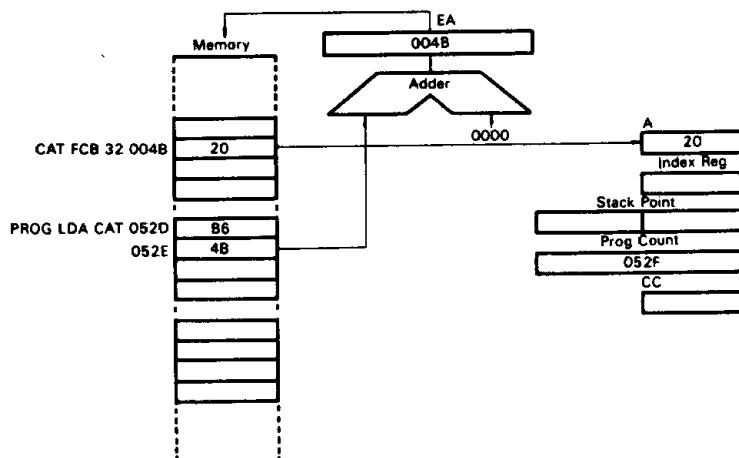 EA
004B
Memory
Adder
0000
A
CAT FCB 32 004B 20
20
Index Reg
Stack Point
PROG LDA CAT 052D B6
Prog Count
052E 4B
052F
CC